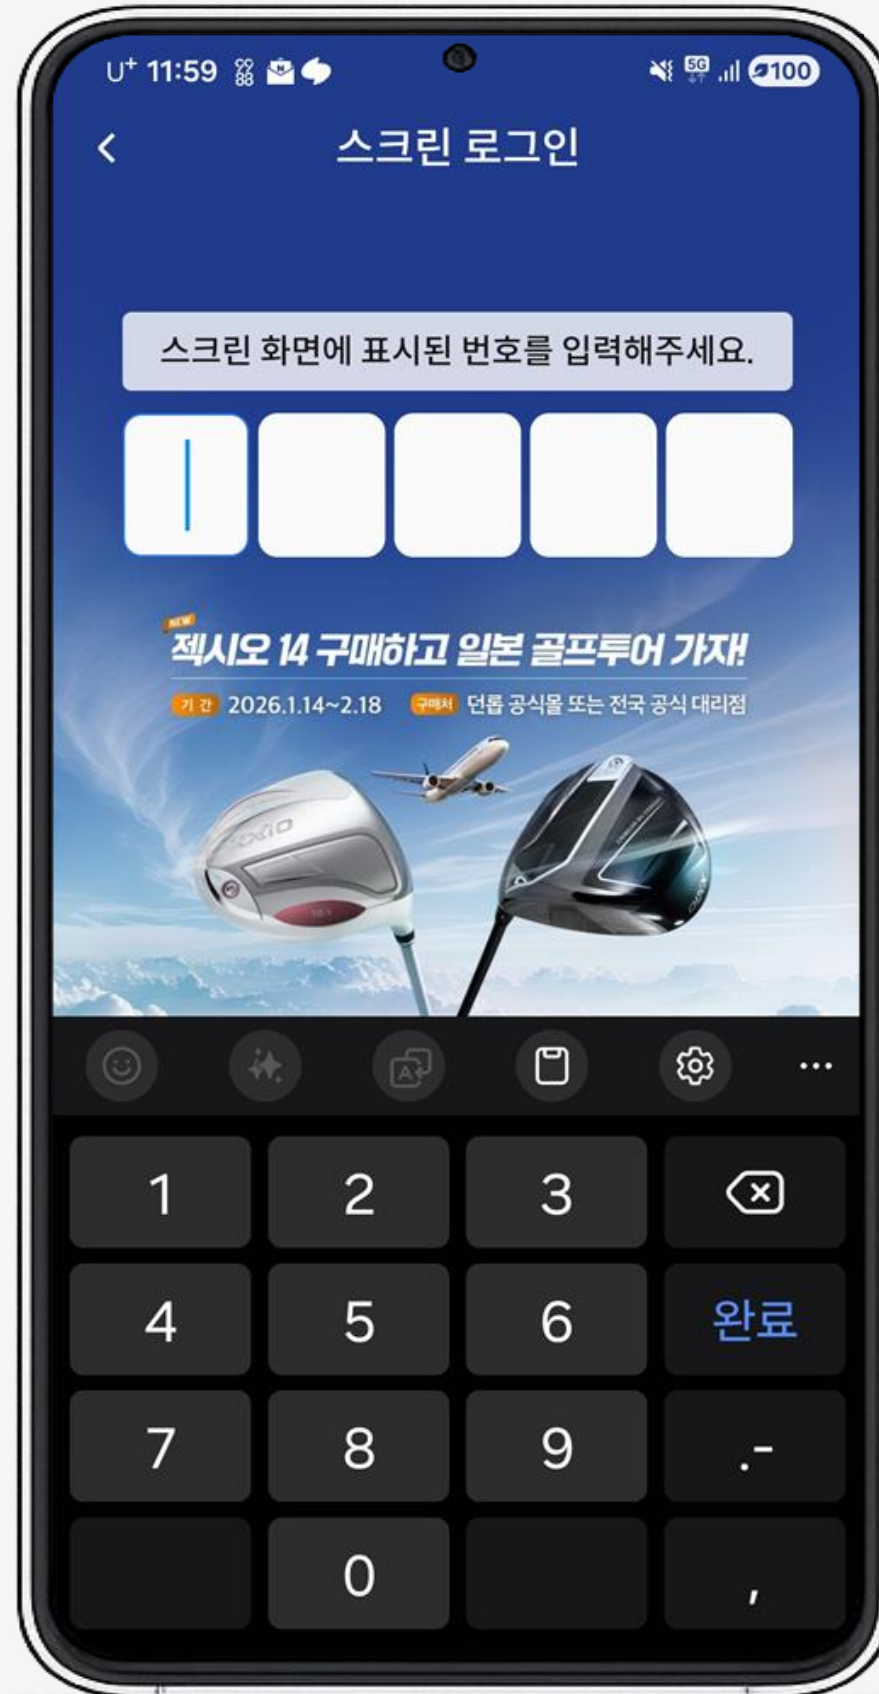 U+ 11:59 5G 100
스크린 로그인
스크린 화면에 표시된 번호를 입력해주세요.
NEW
젝시오 14 구매하고 일본 골프투어 가자!
기 간 2026.1.14~2.18 구매처 던롭 공식몰 또는 전국 공식 대리점
XXIO
1 2 3
4 5 6 완료
7 8 9 .-
0 ,